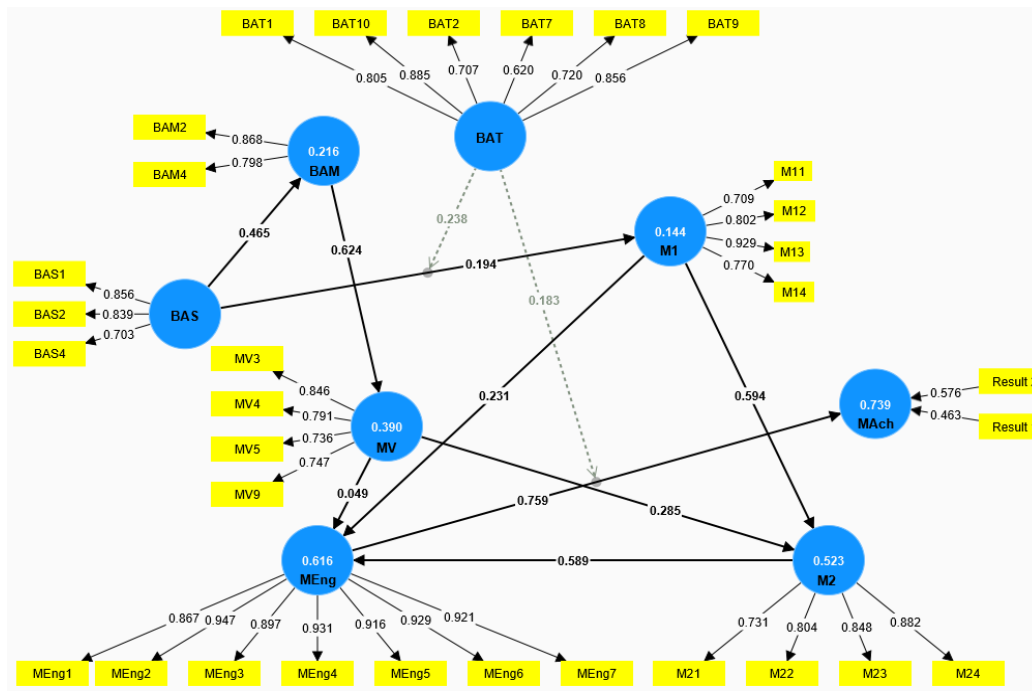 BAT1 BAT10 BAT2 BAT7 BAT8 BAT9
0.805 0.885 0.707 0.620 0.720 0.856
BAT
BAM2
BAM4
0.868
0.798
0.216
BAM
0.238
0.183
M11
M12
M13
M14
0.709
0.802
0.929
0.770
0.144
M1
0.465
0.624
0.194
BAS1
BAS2
BAS4
0.856
0.839
0.703
BAS
MV3
MV4
MV5
MV9
0.846
0.791
0.736
0.747
0.390
MV
0.231
0.594
0.739
MAch
0.576
0.463
Result
Result
0.049
0.759
0.285
0.616
MEng
0.589
0.523
M2
0.867 0.947 0.897 0.931 0.916 0.929 0.921
0.731 0.804 0.848 0.882
MEng1 MEng2 MEng3 MEng4 MEng5 MEng6 MEng7
M21 M22 M23 M24